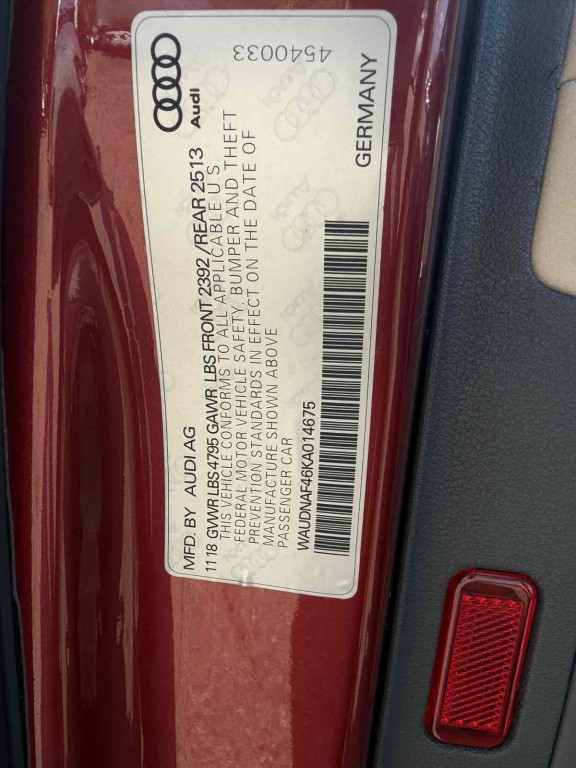 4540033
Audi
MFD. BY AUDI AG
11 18 GVWR LBS 4795 GAWR LBS FRONT 2392 /REAR 2513
THIS VEHICLE CONFORMS TO ALL APPLICABLE U.S.
FEDERAL MOTOR VEHICLE SAFETY, BUMPER AND THEFT
PREVENTION STANDARDS IN EFFECT ON THE DATE OF
MANUFACTURE SHOWN ABOVE
PASSENGER CAR
WAUDNAF46KA014675
GERMANY